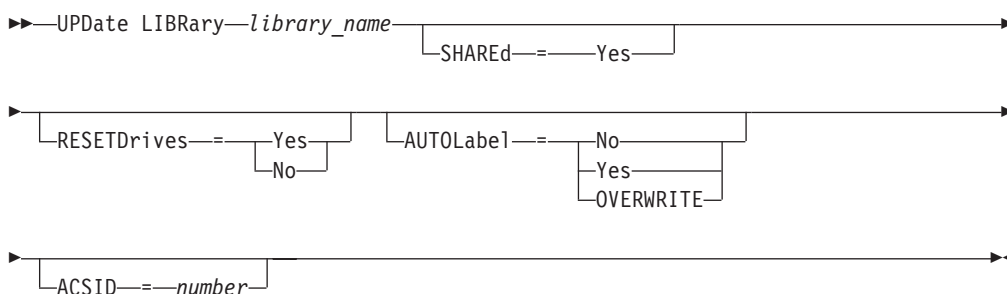 UPDate LIBRary library_name
SHAREd = Yes
RESETDrives = Yes
No
AUTOLabel = No
Yes
OVERWRITE
ACSID = number